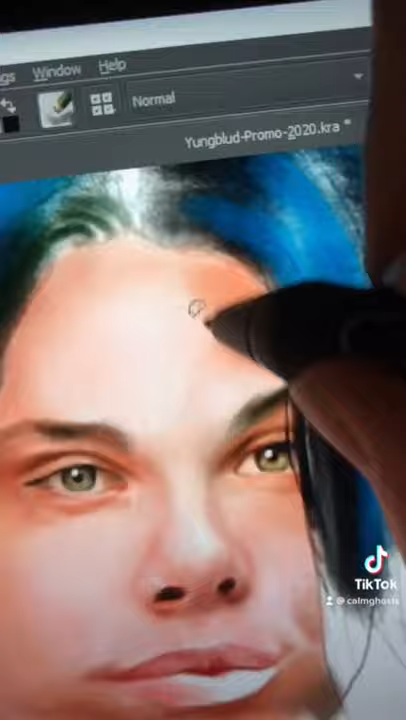 gs Window Help
Normal
Yungblud-Promo-2020.kra *
TikTok
@calmghosts